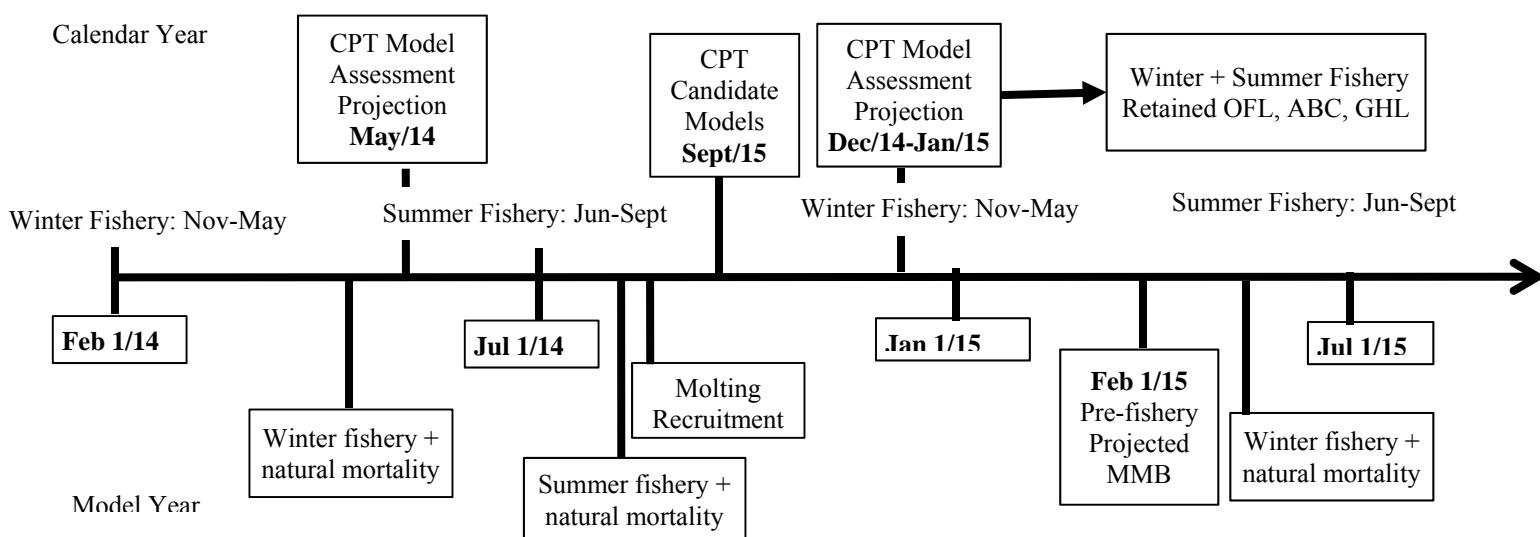 Calendar Year
CPT Model
Assessment
Projection
May/14
CPT
Candidate
Models
Sept/15
CPT Model
Assessment
Projection
Dec/14-Jan/15
Winter + Summer Fishery
Retained OFL, ABC, GHL
Winter Fishery: Nov-May
Summer Fishery: Jun-Sept
Winter Fishery: Nov-May
Summer Fishery: Jun-Sept
Feb 1/14
Jul 1/14
Jan 1/15
Jul 1/15
Molting
Recruitment
Feb 1/15
Pre-fishery
Projected
MMB
Winter fishery +
natural mortality
Summer fishery +
natural mortality
Winter fishery +
natural mortality
Model Year